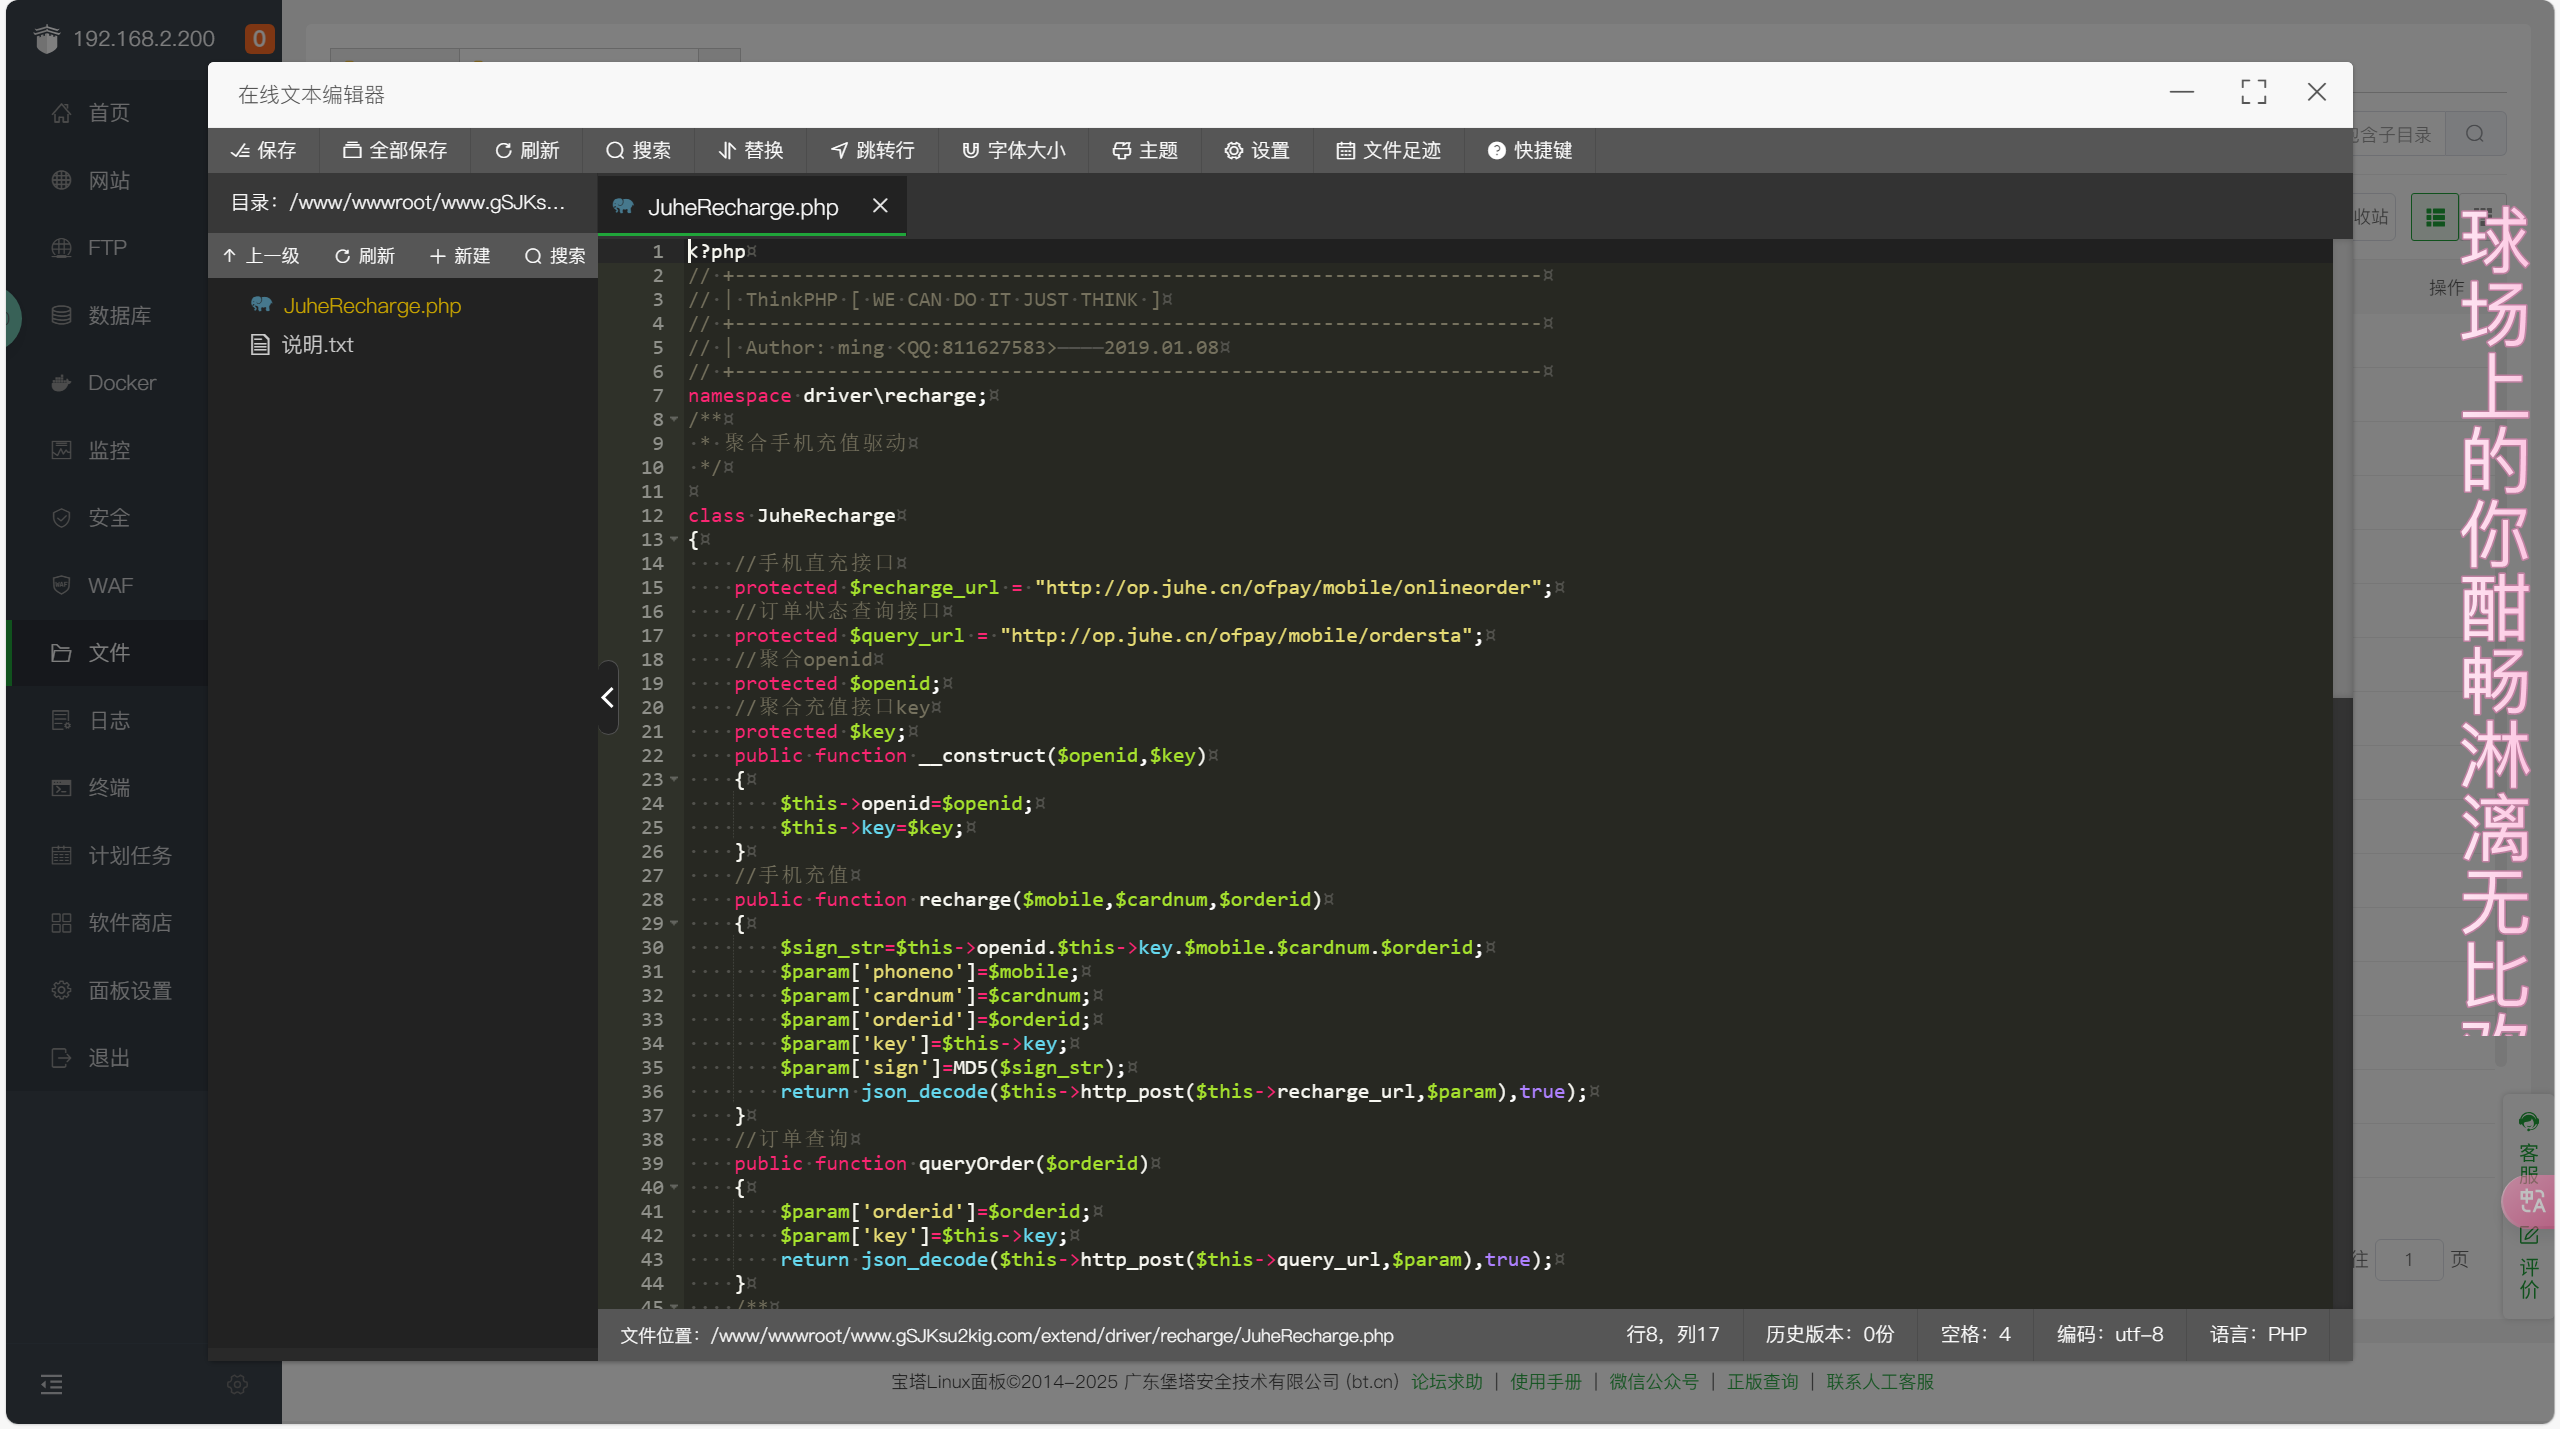 192.168.2.200 0
首页
网站
FTP
数据库
Docker
监控
安全
WAF
文件
日志
终端
计划任务
软件商店
面板设置
退出
在线文本编辑器
保存 全部保存 刷新 搜索 替换 跳转行 字体大小 主题 设置 文件足迹 快捷键
目录：/www/wwwroot/www.gSJKs...
上一级 刷新 新建 搜索
JuheRecharge.php
说明.txt
JuheRecharge.php
1 <?php
2 // +----------------------------------------------------------------------
3 // | ThinkPHP [ WE CAN DO IT JUST THINK ]
4 // +----------------------------------------------------------------------
5 // | Author: ming <QQ:811627583>————2019.01.08
6 // +----------------------------------------------------------------------
7 namespace driver\recharge;
8 /**
9 * 聚合手机充值驱动
10 */
11
12 class JuheRecharge
13 {
14 //手机直充接口
15 protected $recharge_url = "http://op.juhe.cn/ofpay/mobile/onlineorder";
16 //订单状态查询接口
17 protected $query_url = "http://op.juhe.cn/ofpay/mobile/ordersta";
18 //聚合openid
19 protected $openid;
20 //聚合充值接口key
21 protected $key;
22 public function __construct($openid,$key)
23 {
24 $this->openid=$openid;
25 $this->key=$key;
26 }
27 //手机充值
28 public function recharge($mobile,$cardnum,$orderid)
29 {
30 $sign_str=$this->openid.$this->key.$mobile.$cardnum.$orderid;
31 $param['phoneno']=$mobile;
32 $param['cardnum']=$cardnum;
33 $param['orderid']=$orderid;
34 $param['key']=$this->key;
35 $param['sign']=MD5($sign_str);
36 return json_decode($this->http_post($this->recharge_url,$param),true);
37 }
38 //订单查询
39 public function queryOrder($orderid)
40 {
41 $param['orderid']=$orderid;
42 $param['key']=$this->key;
43 return json_decode($this->http_post($this->query_url,$param),true);
44 }
45 /**
文件位置：/www/wwwroot/www.gSJKsu2kig.com/extend/driver/recharge/JuheRecharge.php
行8，列17 历史版本：0份 空格：4 编码：utf-8 语言：PHP
包含子目录
收站
操作
球场上的你酣畅淋漓无比
客服
评价
往 1 页
宝塔Linux面板©2014-2025 广东堡塔安全技术有限公司 (bt.cn) 论坛求助 | 使用手册 | 微信公众号 | 正版查询 | 联系人工客服